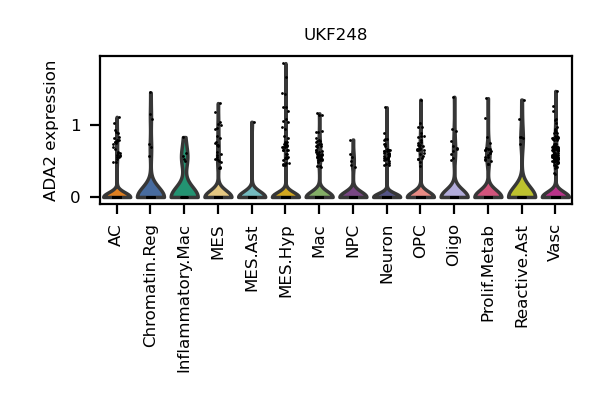 UKF248
ADA2 expression
1
0
AC
Chromatin.Reg
Inflammatory.Mac
MES
MES.Ast
MES.Hyp
Mac
NPC
Neuron
OPC
Oligo
Prolif.Metab
Reactive.Ast
Vasc